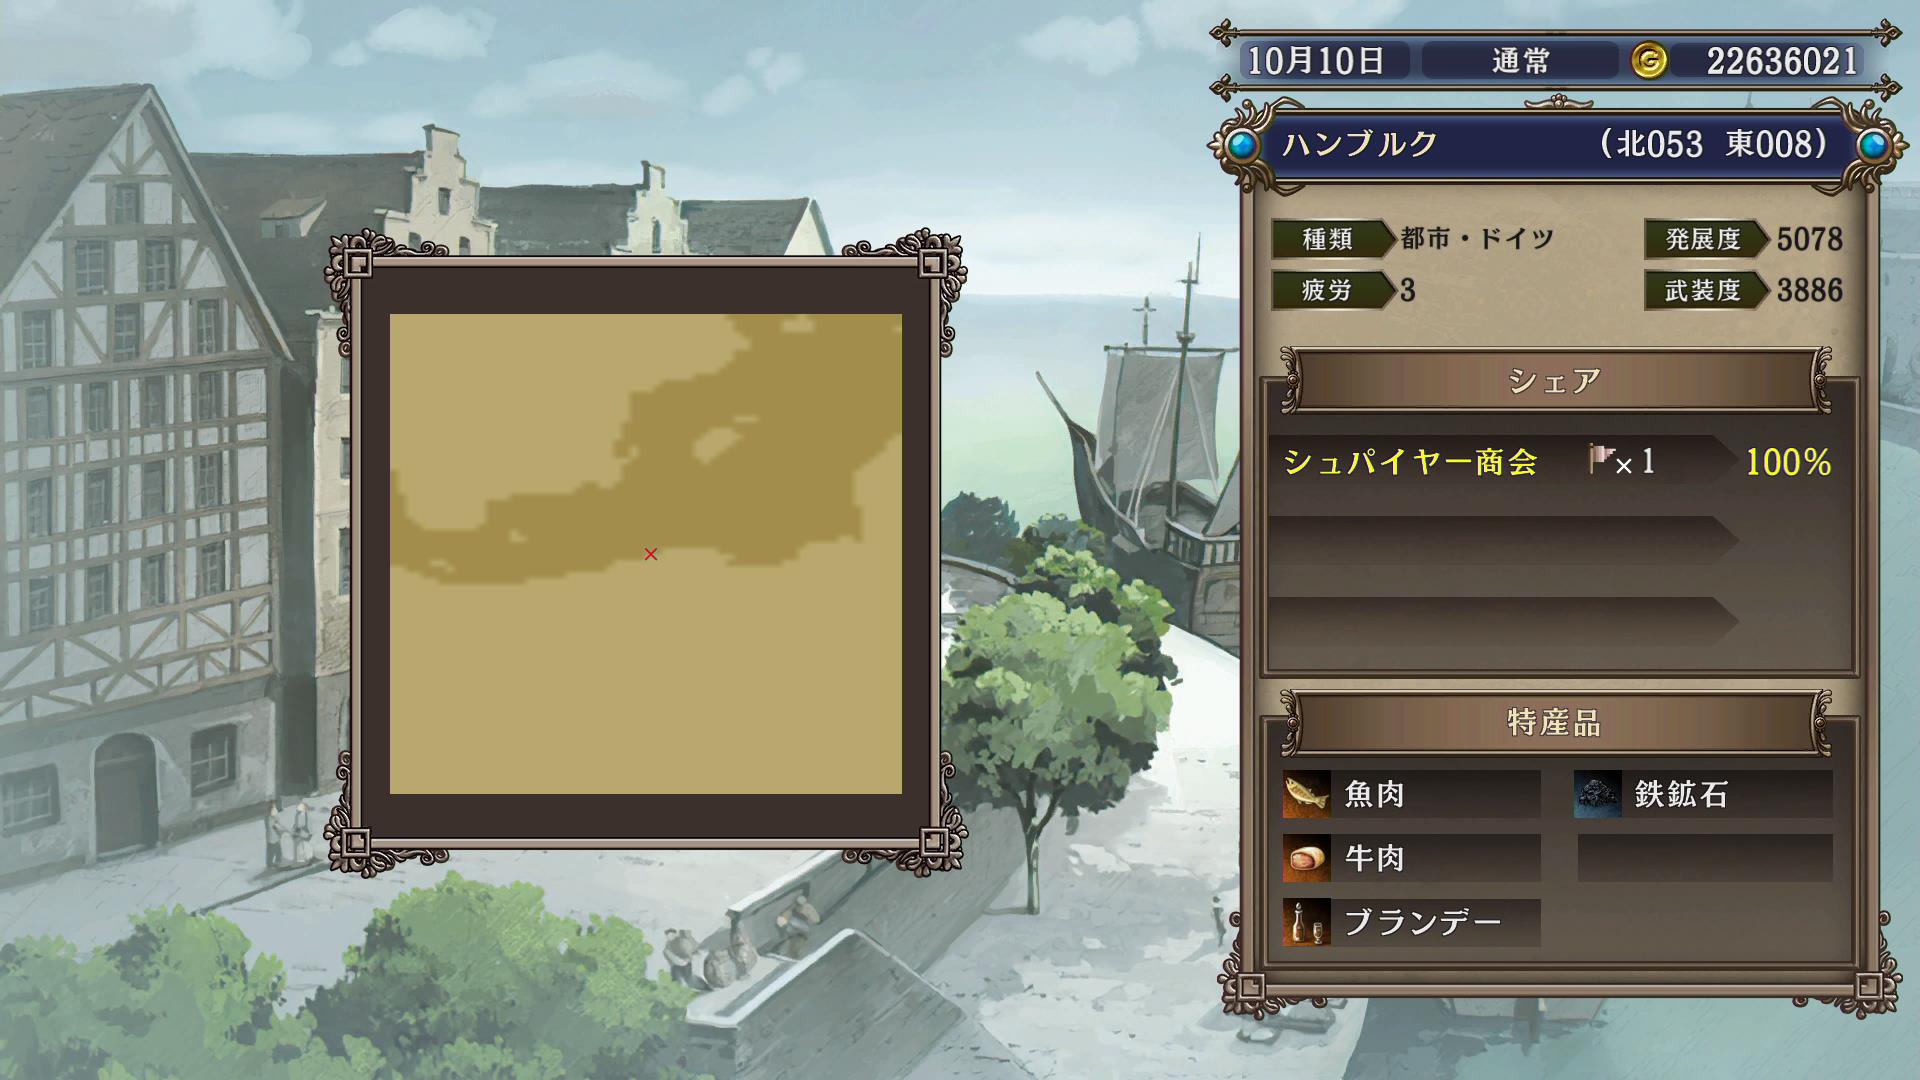 10月10日 通常 22636021
ハンブルク (北053 東008)
種類 都市・ドイツ 発展度 5078
疲労 3 武装度 3886
シェア
シュパイヤー商会 × 1 100%
特産品
魚肉 鉄鉱石
牛肉
ブランデー